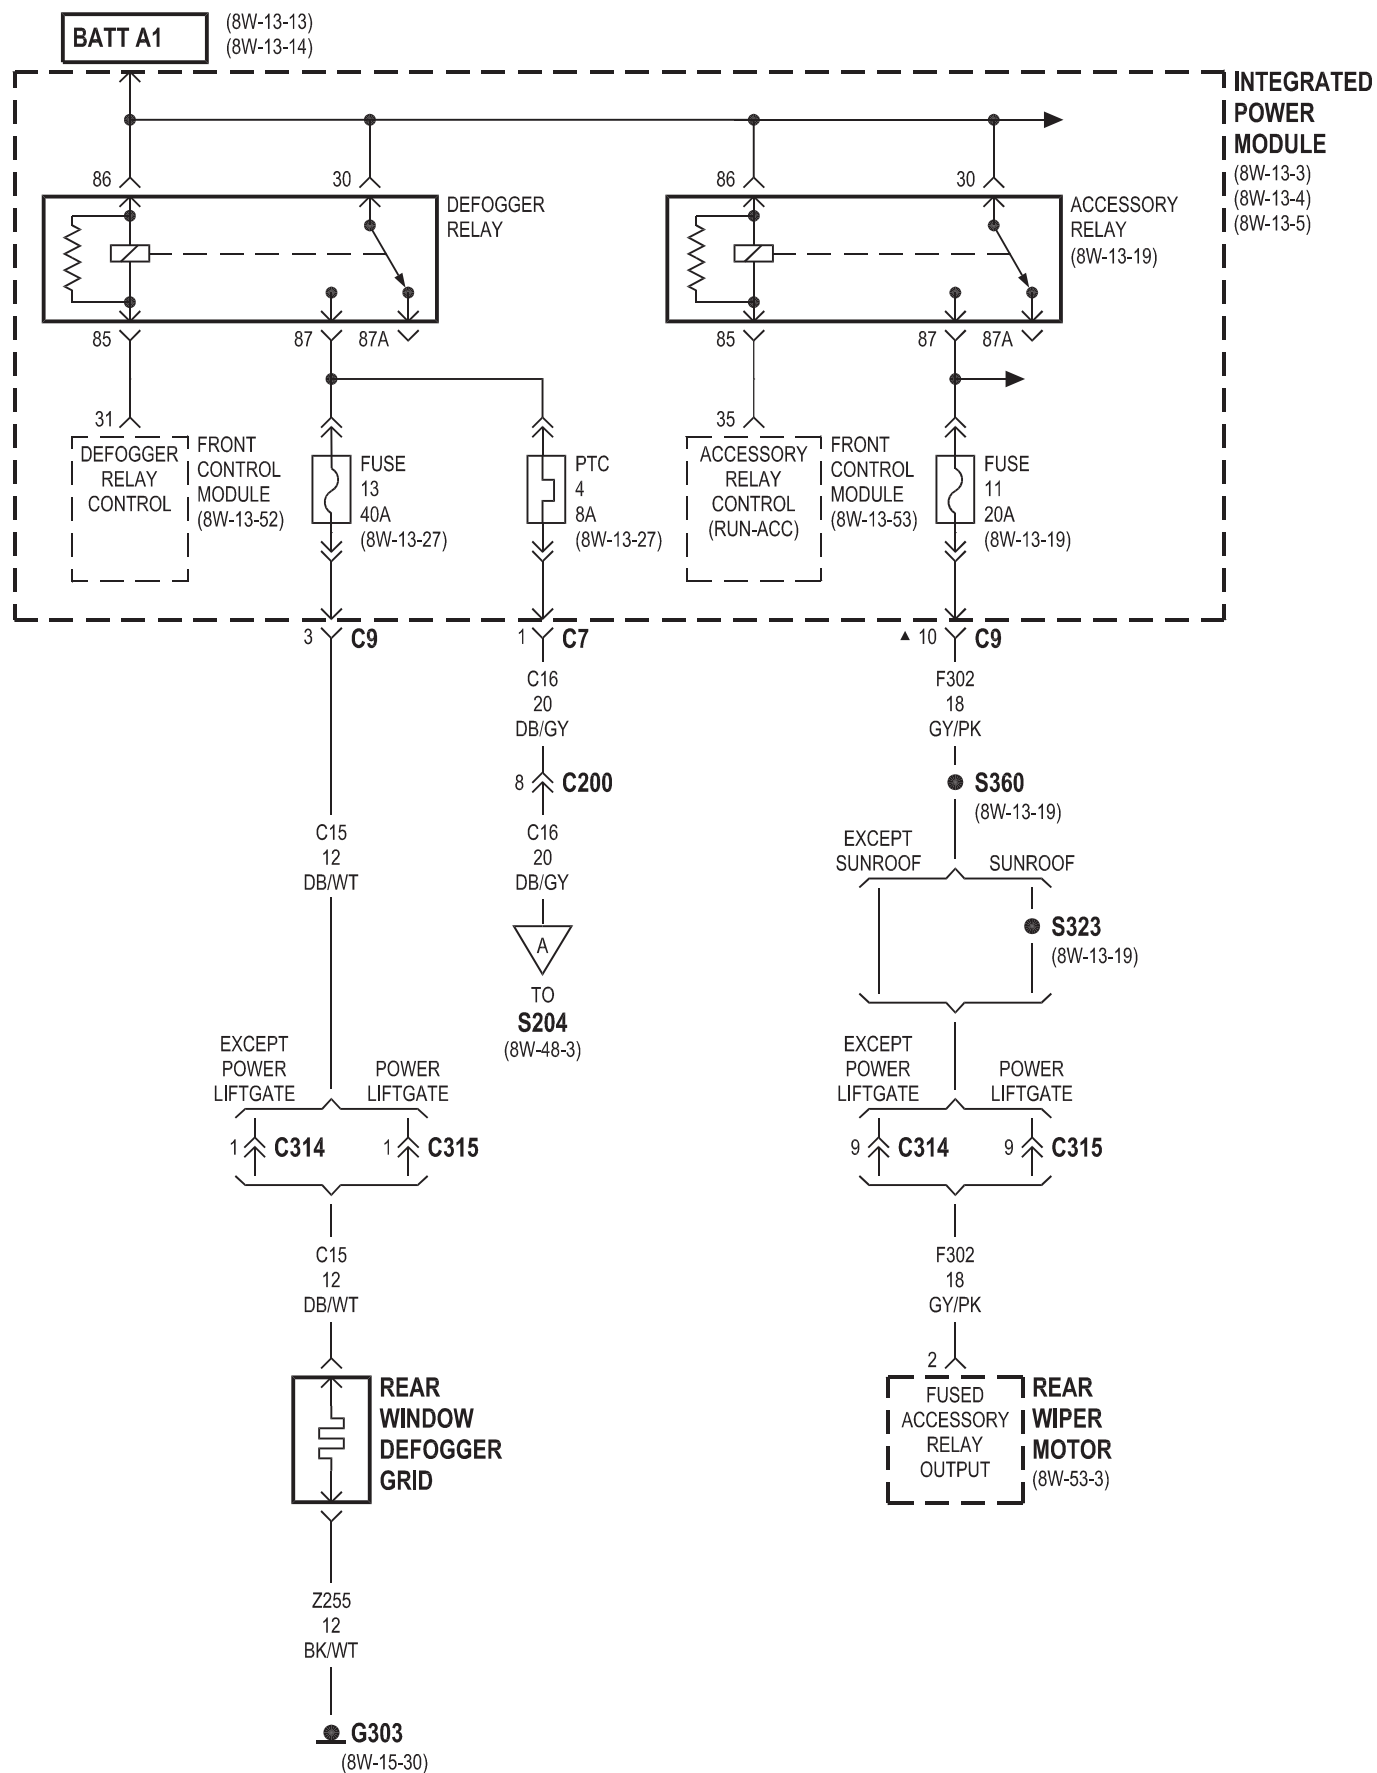 BATT A1
(8W-13-13)
(8W-13-14)
INTEGRATED
POWER
MODULE
(8W-13-3)
(8W-13-4)
(8W-13-5)
86
30
DEFOGGER
RELAY
86
30
ACCESSORY
RELAY
(8W-13-19)
85
87
87A
85
87
87A
31
DEFOGGER
RELAY
CONTROL
FRONT
CONTROL
MODULE
(8W-13-52)
FUSE
13
40A
(8W-13-27)
PTC
4
8A
(8W-13-27)
35
ACCESSORY
RELAY
CONTROL
(RUN-ACC)
FRONT
CONTROL
MODULE
(8W-13-53)
FUSE
11
20A
(8W-13-19)
3
C9
1
C7
10
C9
C16
20
DB/GY
F302
18
GY/PK
8
C200
S360
(8W-13-19)
C15
12
DB/WT
C16
20
DB/GY
EXCEPT
SUNROOF
SUNROOF
A
S323
(8W-13-19)
TO
S204
(8W-48-3)
EXCEPT
POWER
LIFTGATE
POWER
LIFTGATE
EXCEPT
POWER
LIFTGATE
POWER
LIFTGATE
1
C314
1
C315
9
C314
9
C315
C15
12
DB/WT
F302
18
GY/PK
2
REAR
WINDOW
DEFOGGER
GRID
FUSED
ACCESSORY
RELAY
OUTPUT
REAR
WIPER
MOTOR
(8W-53-3)
Z255
12
BK/WT
G303
(8W-15-30)